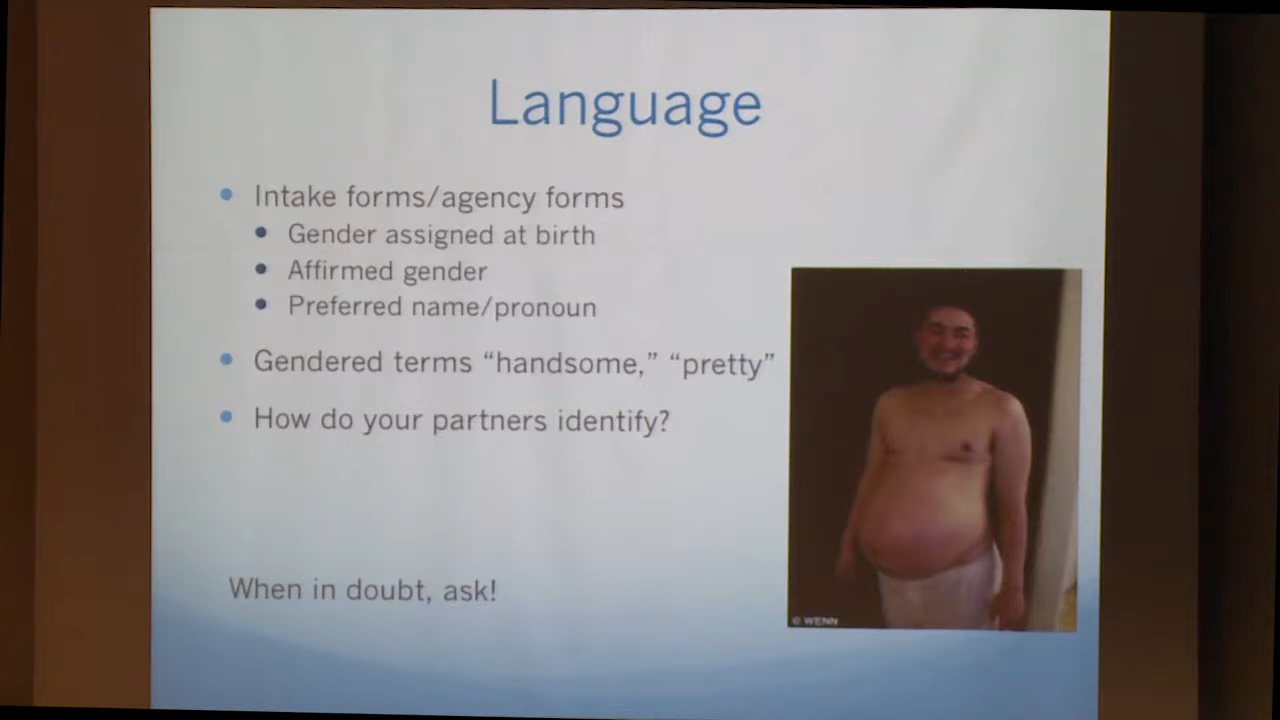 Language
Intake forms/agency forms
Gender assigned at birth
Affirmed gender
Preferred name/pronoun
Gendered terms “handsome,” “pretty”
How do your partners identify?
When in doubt, ask!
© WENN